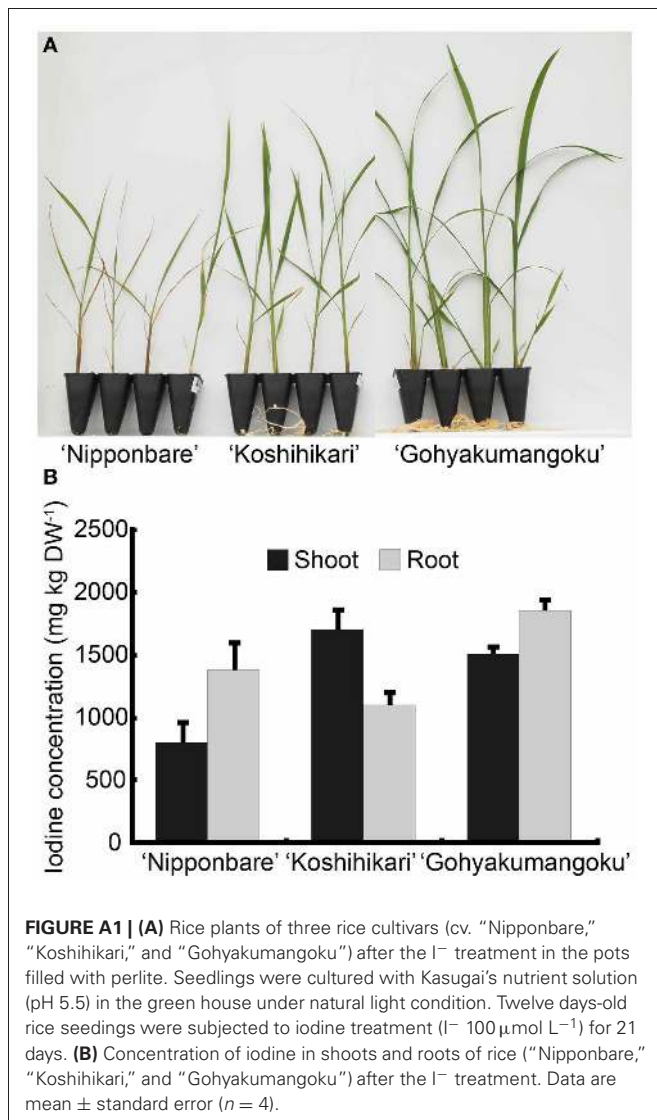 A
'Nipponbare' 'Koshihikari' 'Gohyakumangoku'
B
Iodine concentration (mg kg DW⁻¹)
2500
2000
1500
1000
500
0
Shoot Root
'Nipponbare' 'Koshihikari' 'Gohyakumangoku'
FIGURE A1 | (A) Rice plants of three rice cultivars (cv. “Nipponbare,”
“Koshihikari,” and “Gohyakumangoku”) after the I⁻ treatment in the pots
filled with perlite. Seedlings were cultured with Kasugai’s nutrient solution
(pH 5.5) in the green house under natural light condition. Twelve days-old
rice seedings were subjected to iodine treatment (I⁻ 100 μmol L⁻¹) for 21
days. (B) Concentration of iodine in shoots and roots of rice (“Nipponbare,”
“Koshihikari,” and “Gohyakumangoku”) after the I⁻ treatment. Data are
mean ± standard error (n = 4).